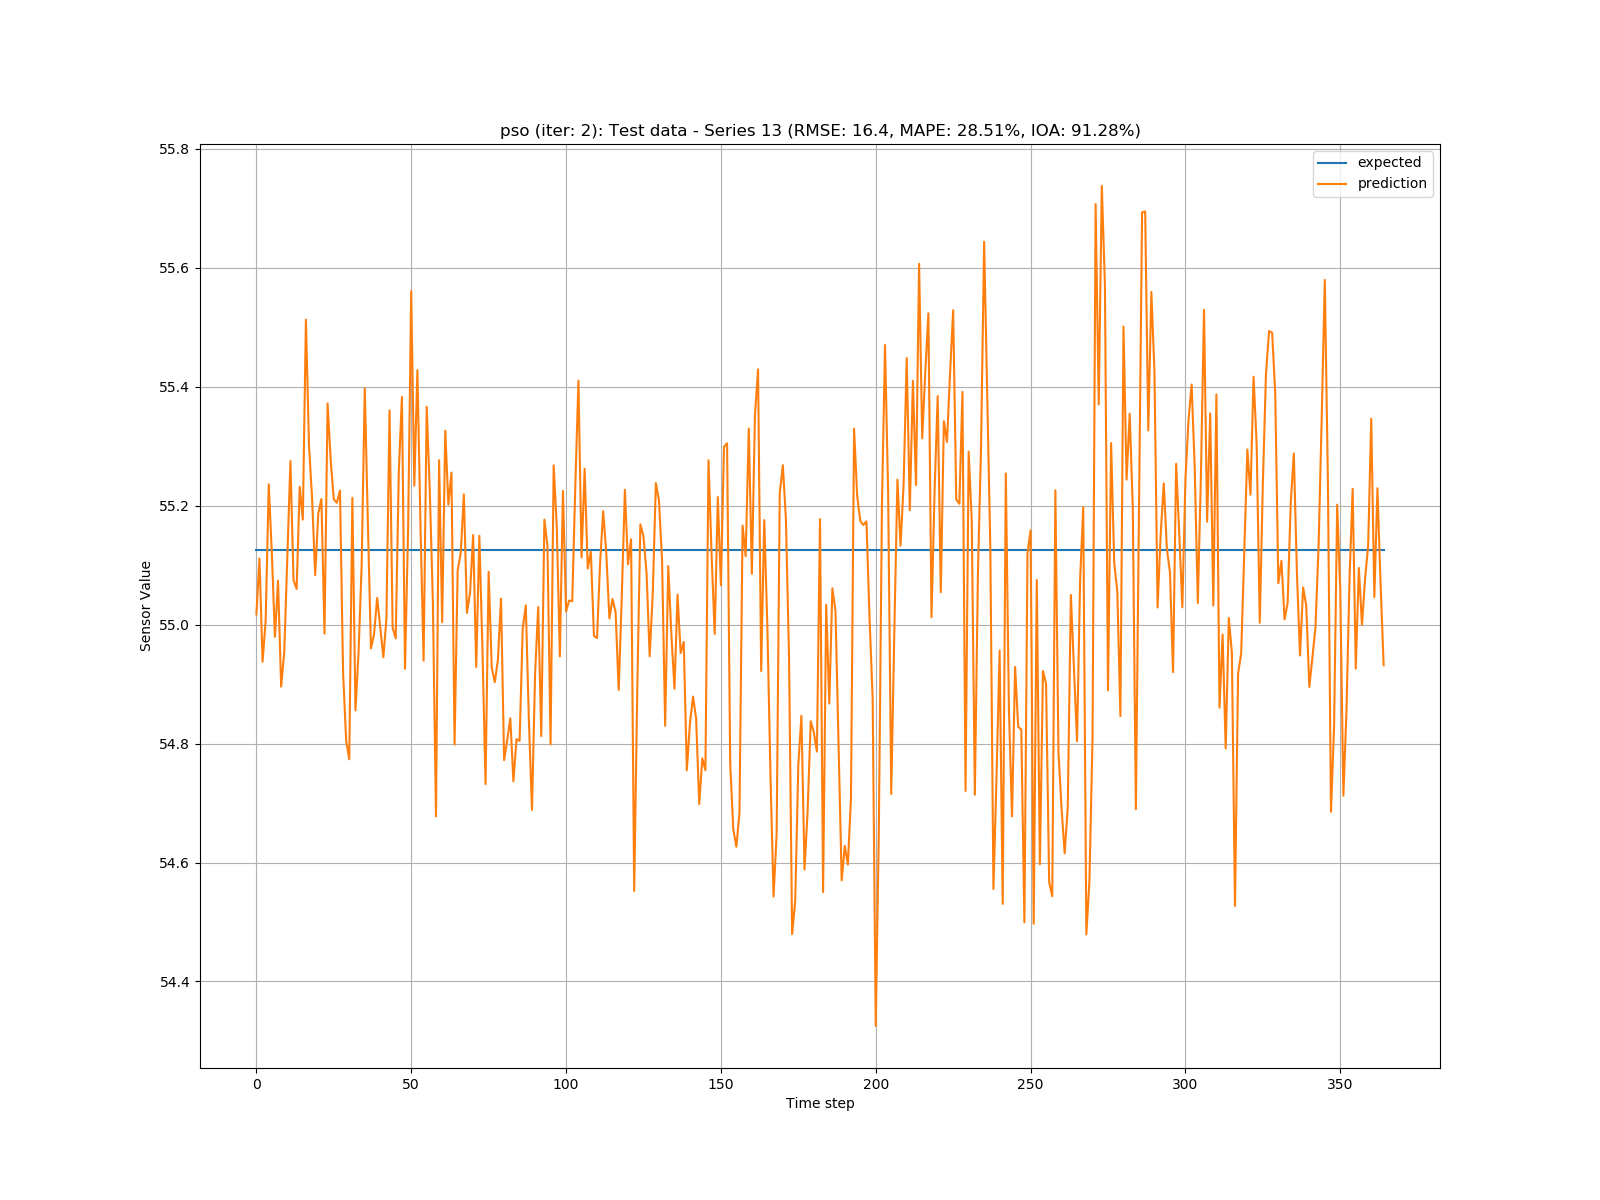 pso (iter: 2): Test data - Series 13 (RMSE: 16.4, MAPE: 28.51%, IOA: 91.28%)
55.8
55.6
55.4
55.2
55.0
54.8
54.6
54.4
Sensor Value
expected
prediction
0 50 100 150 200 250 300 350
Time step